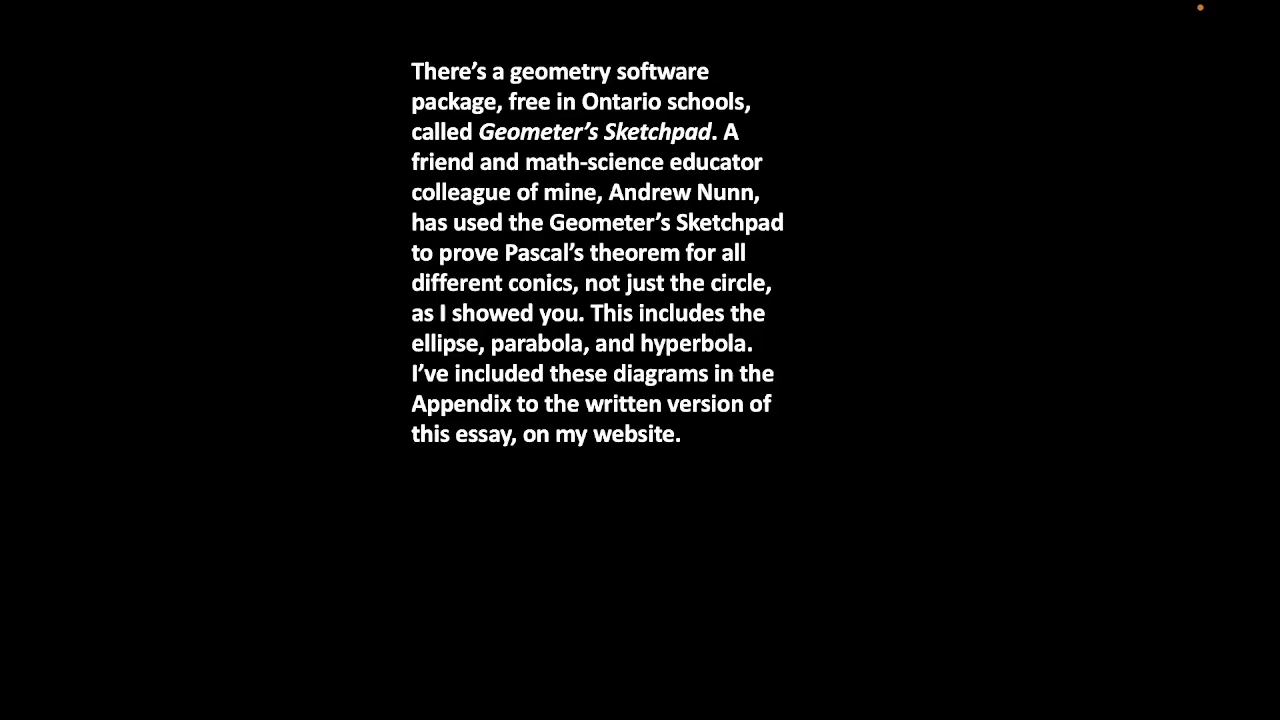 There’s a geometry software
package, free in Ontario schools,
called Geometer’s Sketchpad. A
friend and math-science educator
colleague of mine, Andrew Nunn,
has used the Geometer’s Sketchpad
to prove Pascal’s theorem for all
different conics, not just the circle,
as I showed you. This includes the
ellipse, parabola, and hyperbola.
I’ve included these diagrams in the
Appendix to the written version of
this essay, on my website.